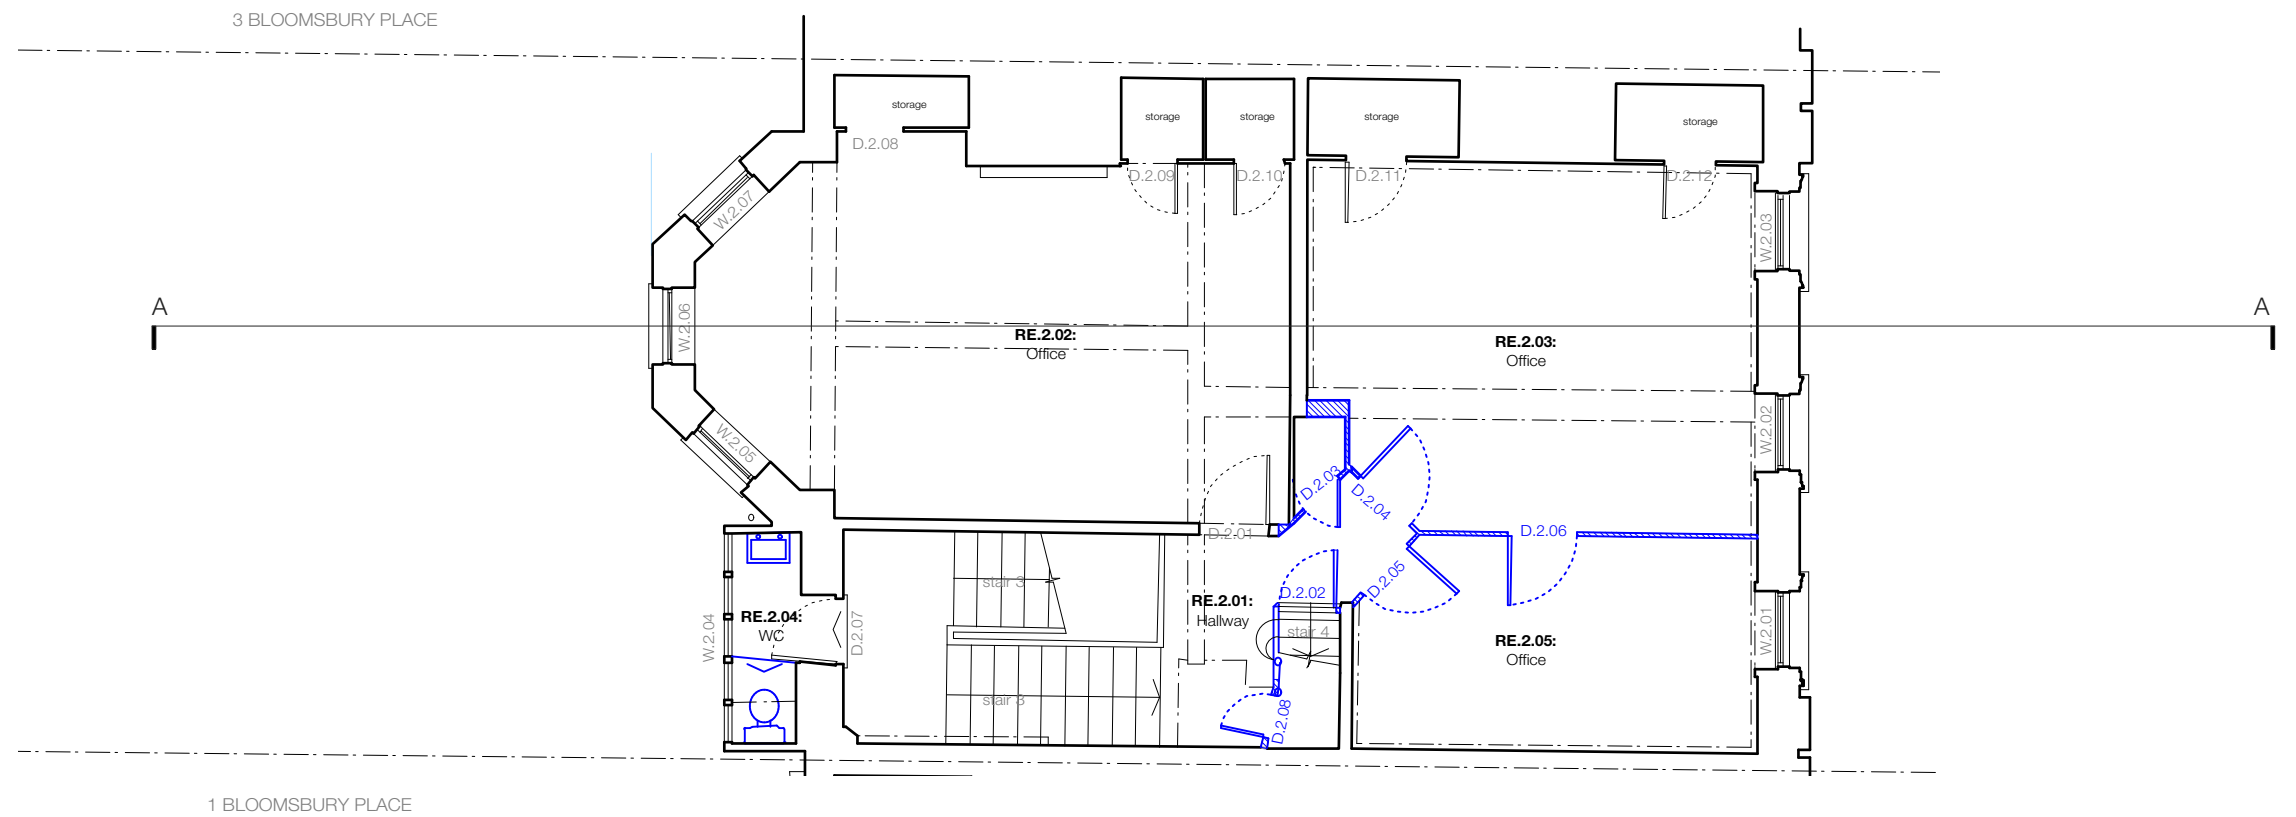 3 BLOOMSBURY PLACE
storage
storage
storage
storage
storage
D.2.08
D.2.09
D.2.10
D.2.11
D.2.12
W.2.07
W.2.03
A
A
W.2.06
RE.2.02:
Office
RE.2.03:
Office
W.2.05
W.2.02
D.2.03
D.2.04
D.2.01
D.2.06
stair 3
D.2.02
D.2.05
RE.2.01:
Hallway
RE.2.04:
WC
W.2.04
D.2.07
stair 4
W.2.01
RE.2.05:
Office
stair 3
D.2.08
1 BLOOMSBURY PLACE